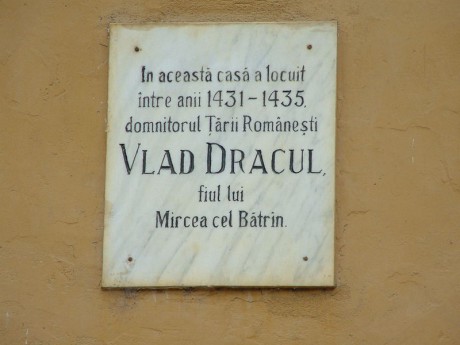 In această casă a locuit
între anii 1431-1435,
domnitorul Țării Românești
VLAD DRACUL,
fiul lui
Mircea cel Bătrîn.